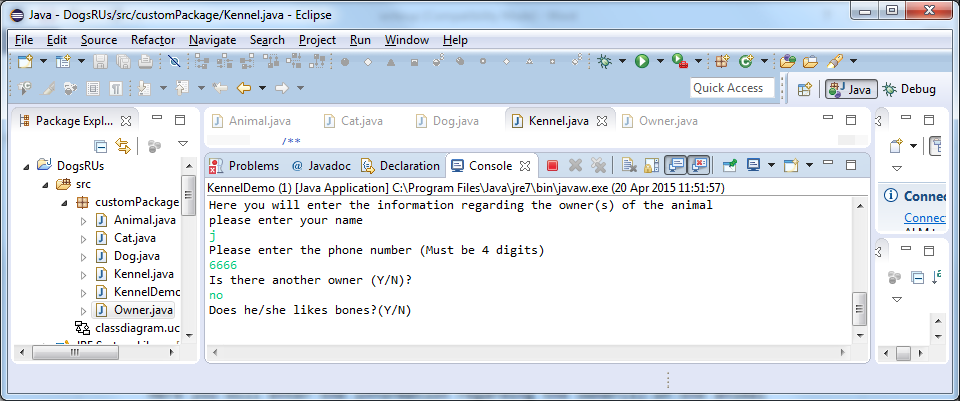 Java - DogsRUs/src/customPackage/Kennel.java - Eclipse
File Edit Source Refactor Navigate Search Project Run Window Help
Quick Access
Java
Debug
Package Expl...
DogsRUs
src
customPackage
Animal.java
Cat.java
Dog.java
Kennel.java
KennelDemo
Owner.java
classdiagram.uc
Animal.java Cat.java Dog.java Kennel.java Owner.java
/**
Problems @ Javadoc Declaration Console
KennelDemo (1) [Java Application] C:\Program Files\Java\jre7\bin\javaw.exe (20 Apr 2015 11:51:57)
Here you will enter the information regarding the owner(s) of the animal
please enter your name
j
Please enter the phone number (Must be 4 digits)
6666
Is there another owner (Y/N)?
no
Does he/she likes bones?(Y/N)
Connec
Connect